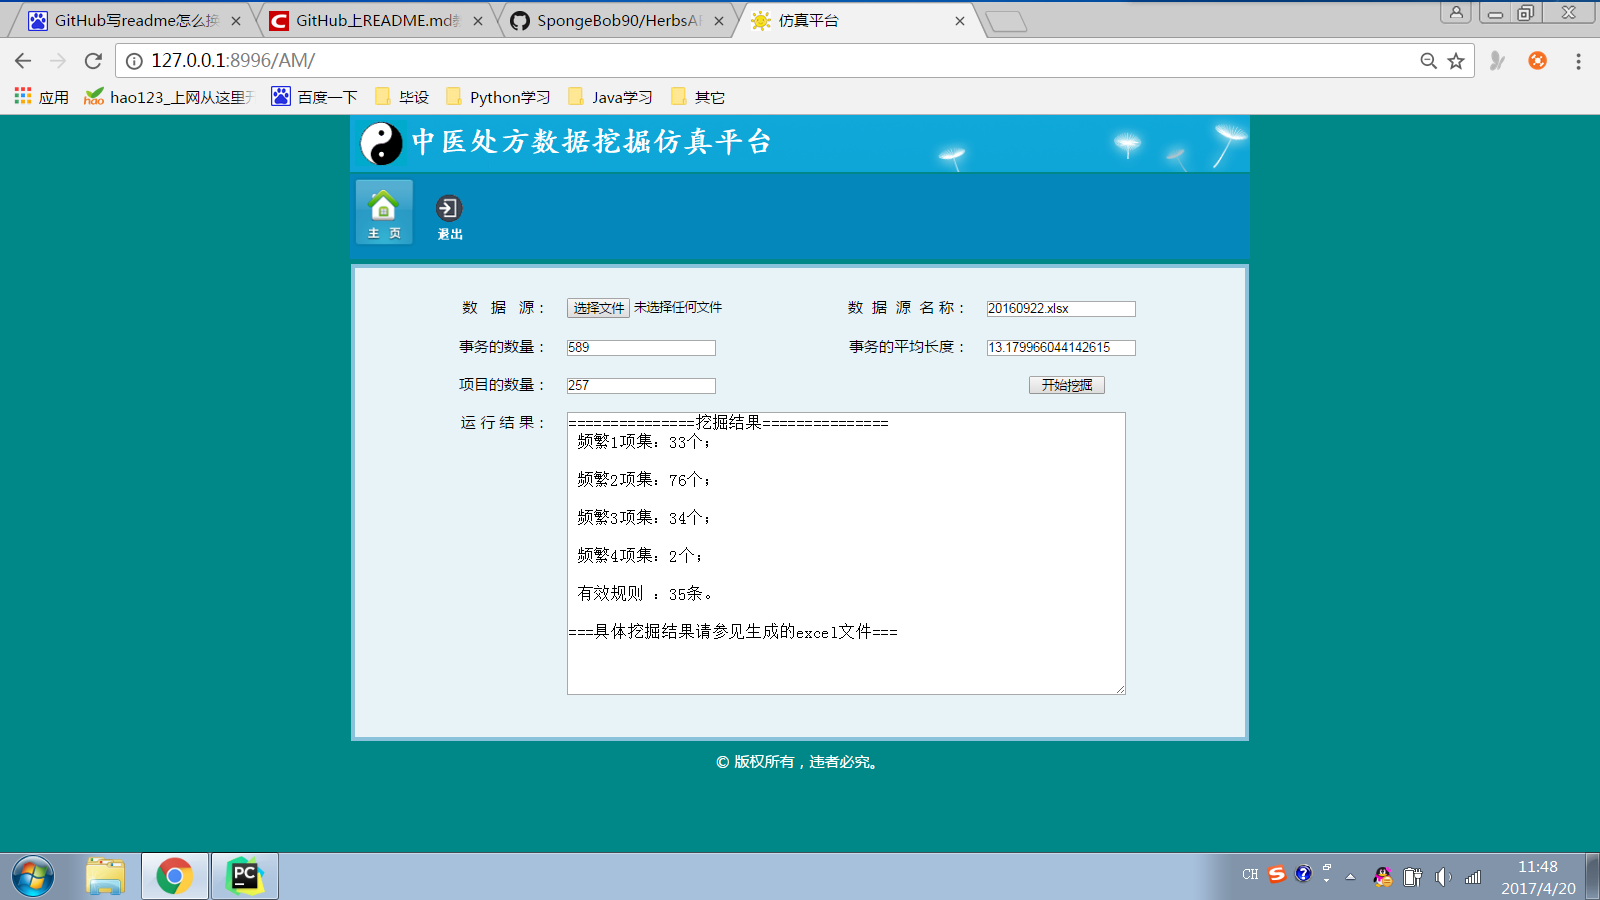 GitHub写readme怎么换
GitHub上README.md
SpongeBob90/HerbsA
仿真平台
127.0.0.1:8996/AM/
应用
hao123_上网从这里开
百度一下
毕设
Python学习
Java学习
其它
中医处方数据挖掘仿真平台
主 页
退出
数 据 源：
选择文件 未选择任何文件
数 据 源 名 称：
20160922.xlsx
事务的数量：
589
事务的平均长度：
13.179966044142615
项目的数量：
257
开始挖掘
运 行 结 果：
===============挖掘结果===============
频繁1项集：33个；
频繁2项集：76个；
频繁3项集：34个；
频繁4项集：2个；
有效规则 ：35条。
===具体挖掘结果请参见生成的excel文件===
© 版权所有，违者必究。
PC
CH
11:48
2017/4/20